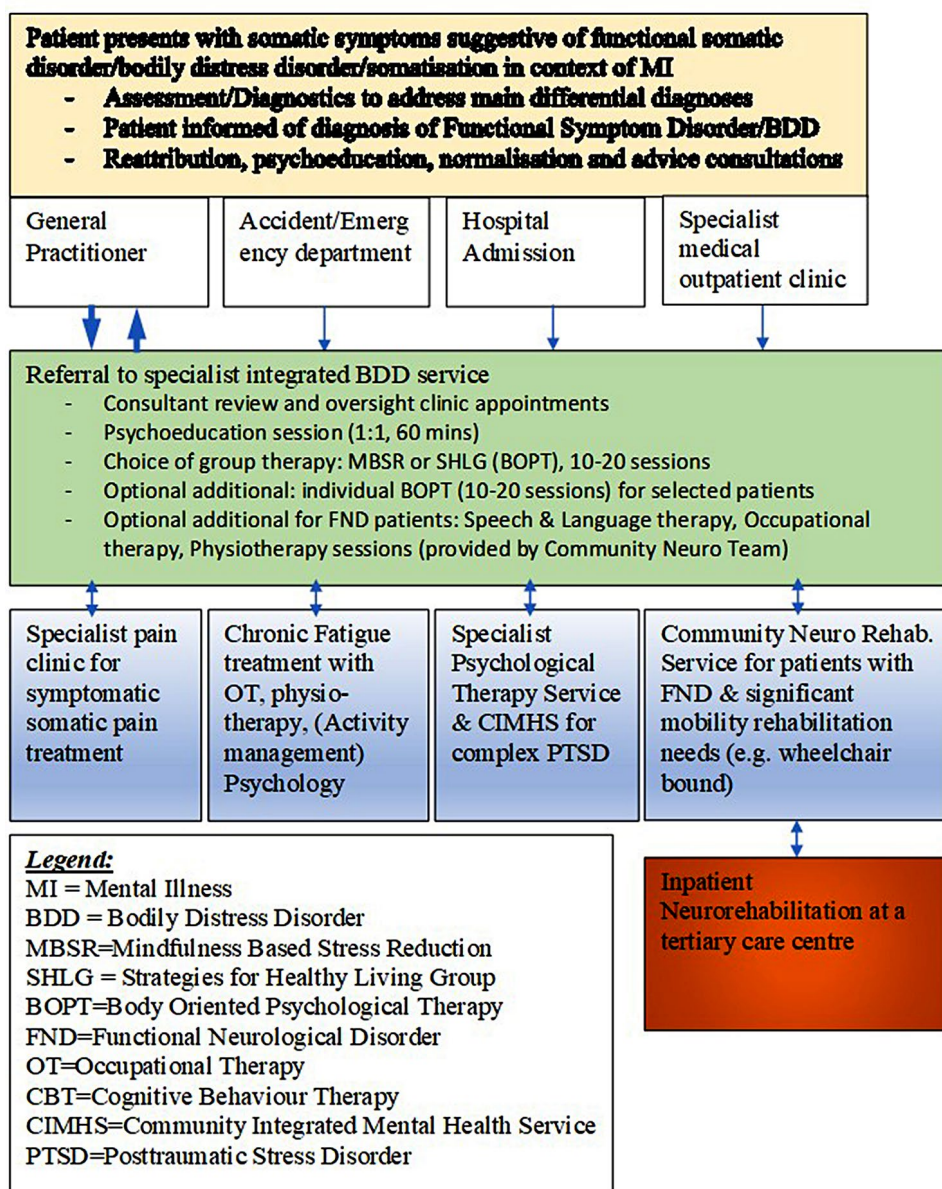 Patient presents with somatic symptoms suggestive of functional somatic
disorder/bodily distress disorder/somatisation in context of MI
- Assessment/Diagnostics to address main differential diagnoses
- Patient informed of diagnosis of Functional Symptom Disorder/BDD
- Reattribution, psychoeducation, normalisation and advice consultations
General
Practitioner
Accident/Emerg
ency department
Hospital
Admission
Specialist
medical
outpatient clinic
Referral to specialist integrated BDD service
- Consultant review and oversight clinic appointments
- Psychoeducation session (1:1, 60 mins)
- Choice of group therapy: MBSR or SHLG (BOPT), 10-20 sessions
- Optional additional: individual BOPT (10-20 sessions) for selected patients
- Optional additional for FND patients: Speech & Language therapy, Occupational
therapy, Physiotherapy sessions (provided by Community Neuro Team)
Specialist pain
clinic for
symptomatic
somatic pain
treatment
Chronic Fatigue
treatment with
OT, physio-
therapy, (Activity
management)
Psychology
Specialist
Psychological
Therapy Service
& CIMHS for
complex PTSD
Community Neuro Rehab.
Service for patients with
FND & significant
mobility rehabilitation
needs (e.g. wheelchair
bound)
Inpatient
Neurorehabilitation at a
tertiary care centre
Legend:
MI = Mental Illness
BDD = Bodily Distress Disorder
MBSR=Mindfulness Based Stress Reduction
SHLG = Strategies for Healthy Living Group
BOPT=Body Oriented Psychological Therapy
FND=Functional Neurological Disorder
OT=Occupational Therapy
CBT=Cognitive Behaviour Therapy
CIMHS=Community Integrated Mental Health Service
PTSD=Posttraumatic Stress Disorder